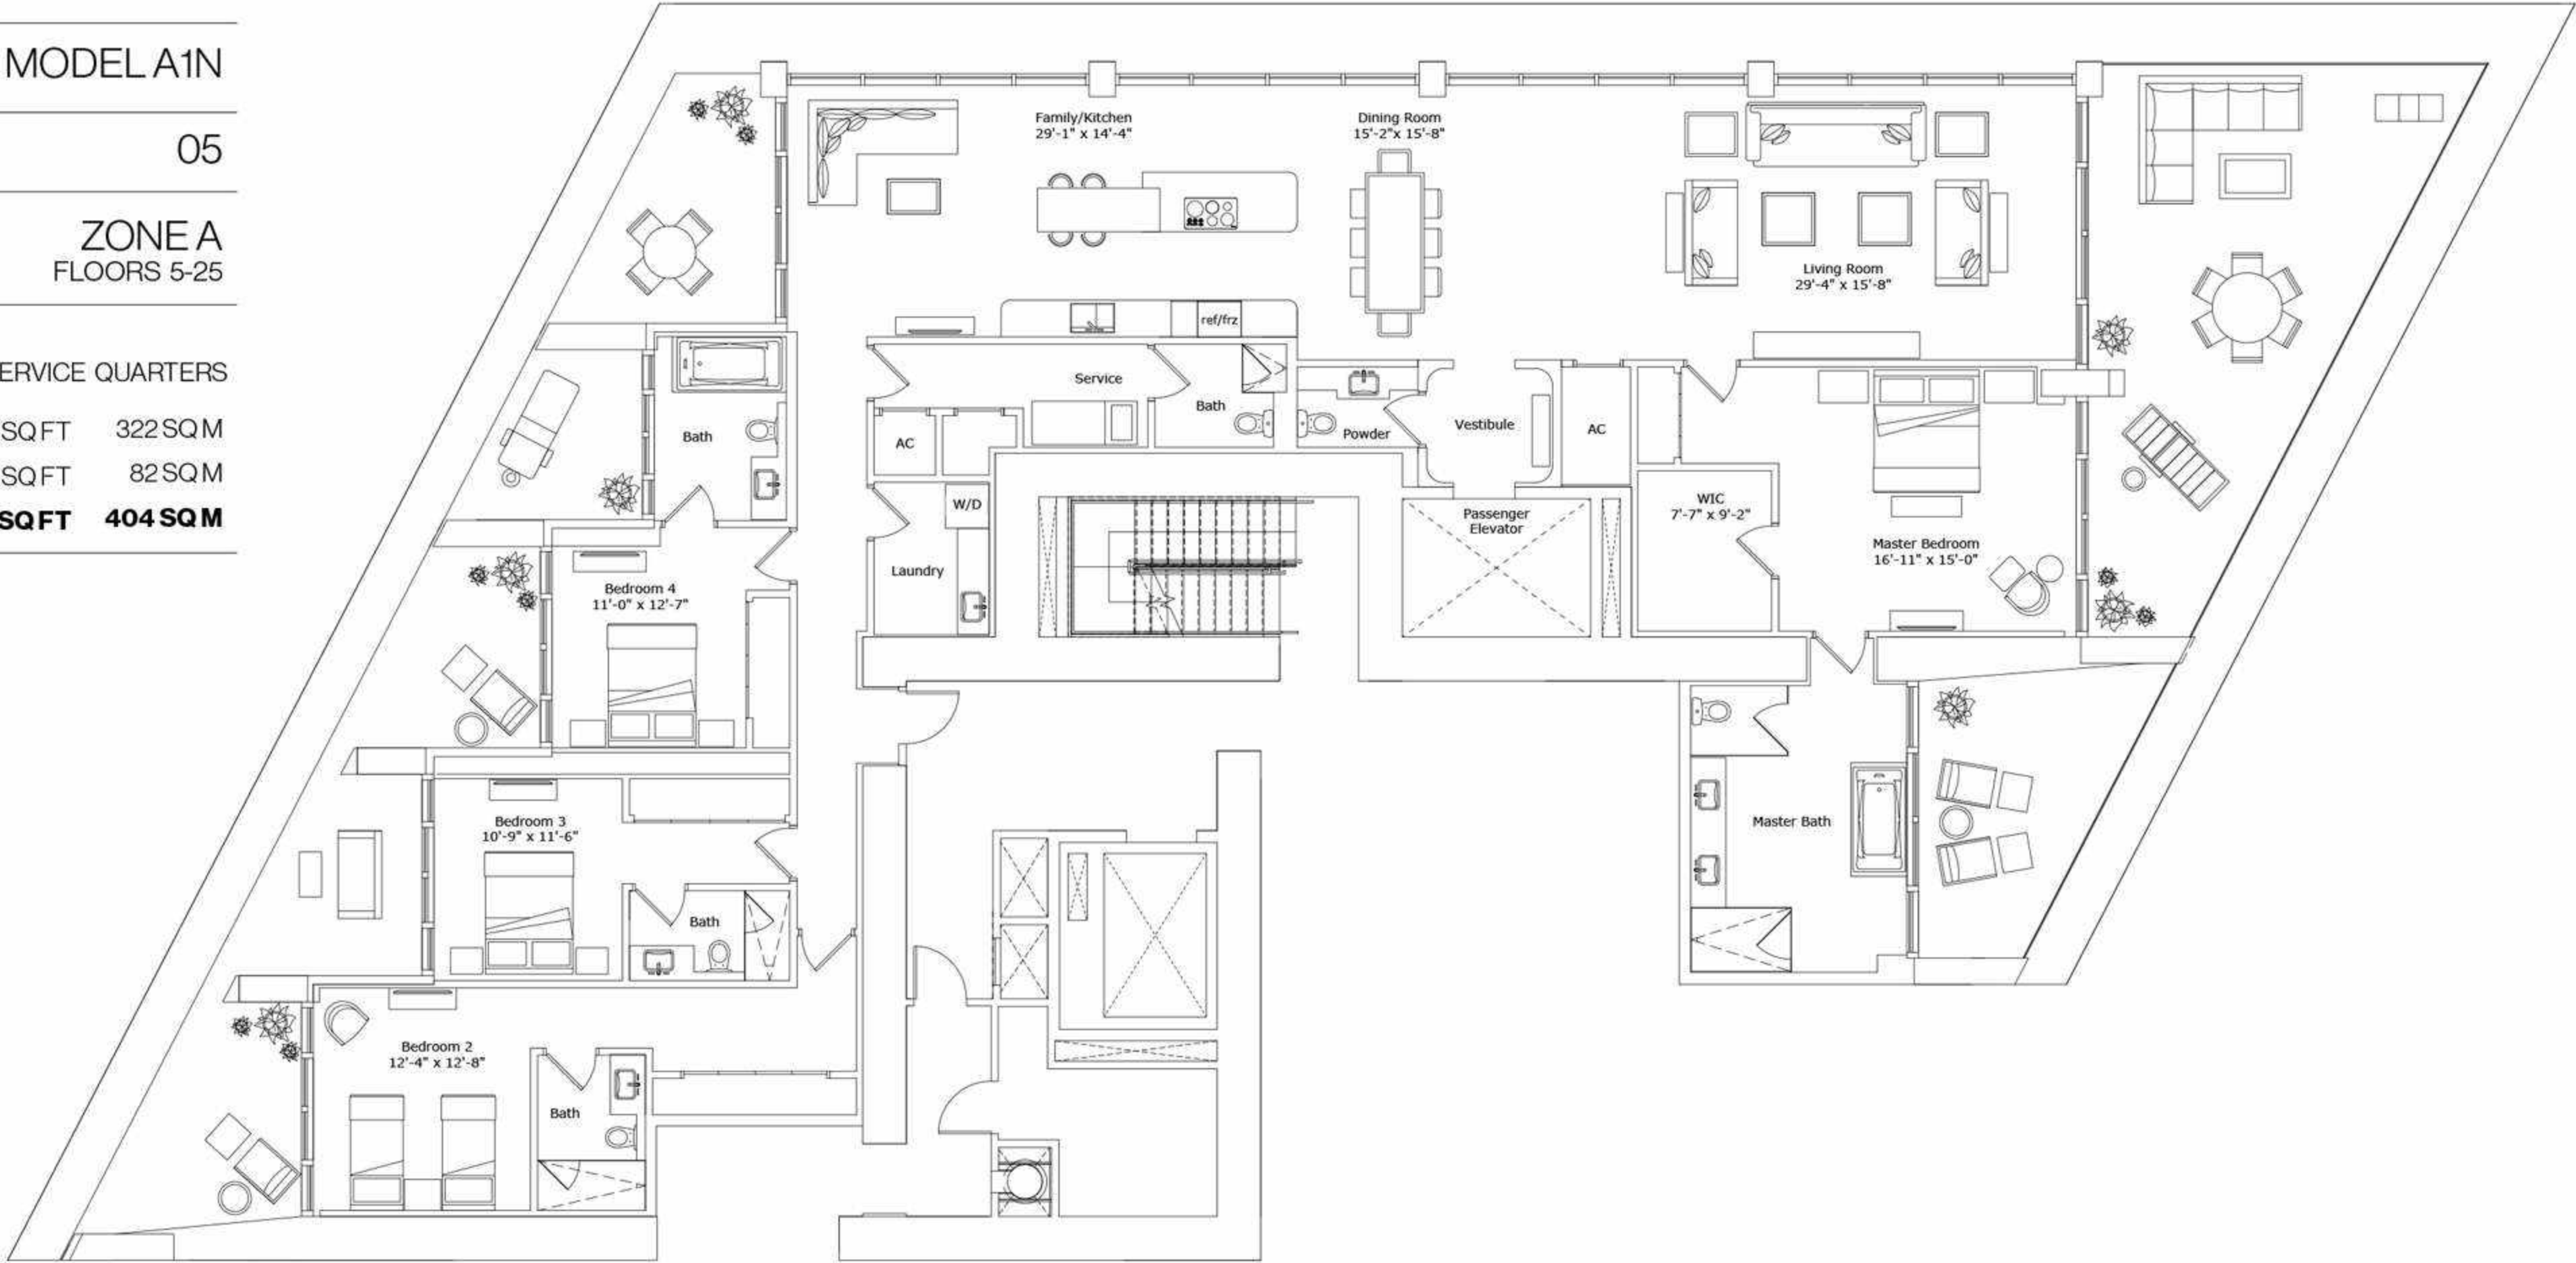 MODEL A1N
05
ZONE A
FLOORS 5-25
QUARTERS
SQ FT 322 SQ M
SQ FT 82 SQ M
SQ FT 404 SQ M
Family/Kitchen
29'-1" x 14'-4"
Dining Room
15'-2"x 15'-8"
Living Room
29'-4" x 15'-8"
ref/frz
Service
Bath
Powder
Vestibule
AC
Bath
AC
W/D
Laundry
Passenger
Elevator
WIC
7'-7" x 9'-2"
Master Bedroom
16'-11" x 15'-0"
Bedroom 4
11'-0" x 12'-7"
Bedroom 3
10'-9" x 11'-6"
Bath
Master Bath
Bedroom 2
12'-4" x 12'-8"
Bath